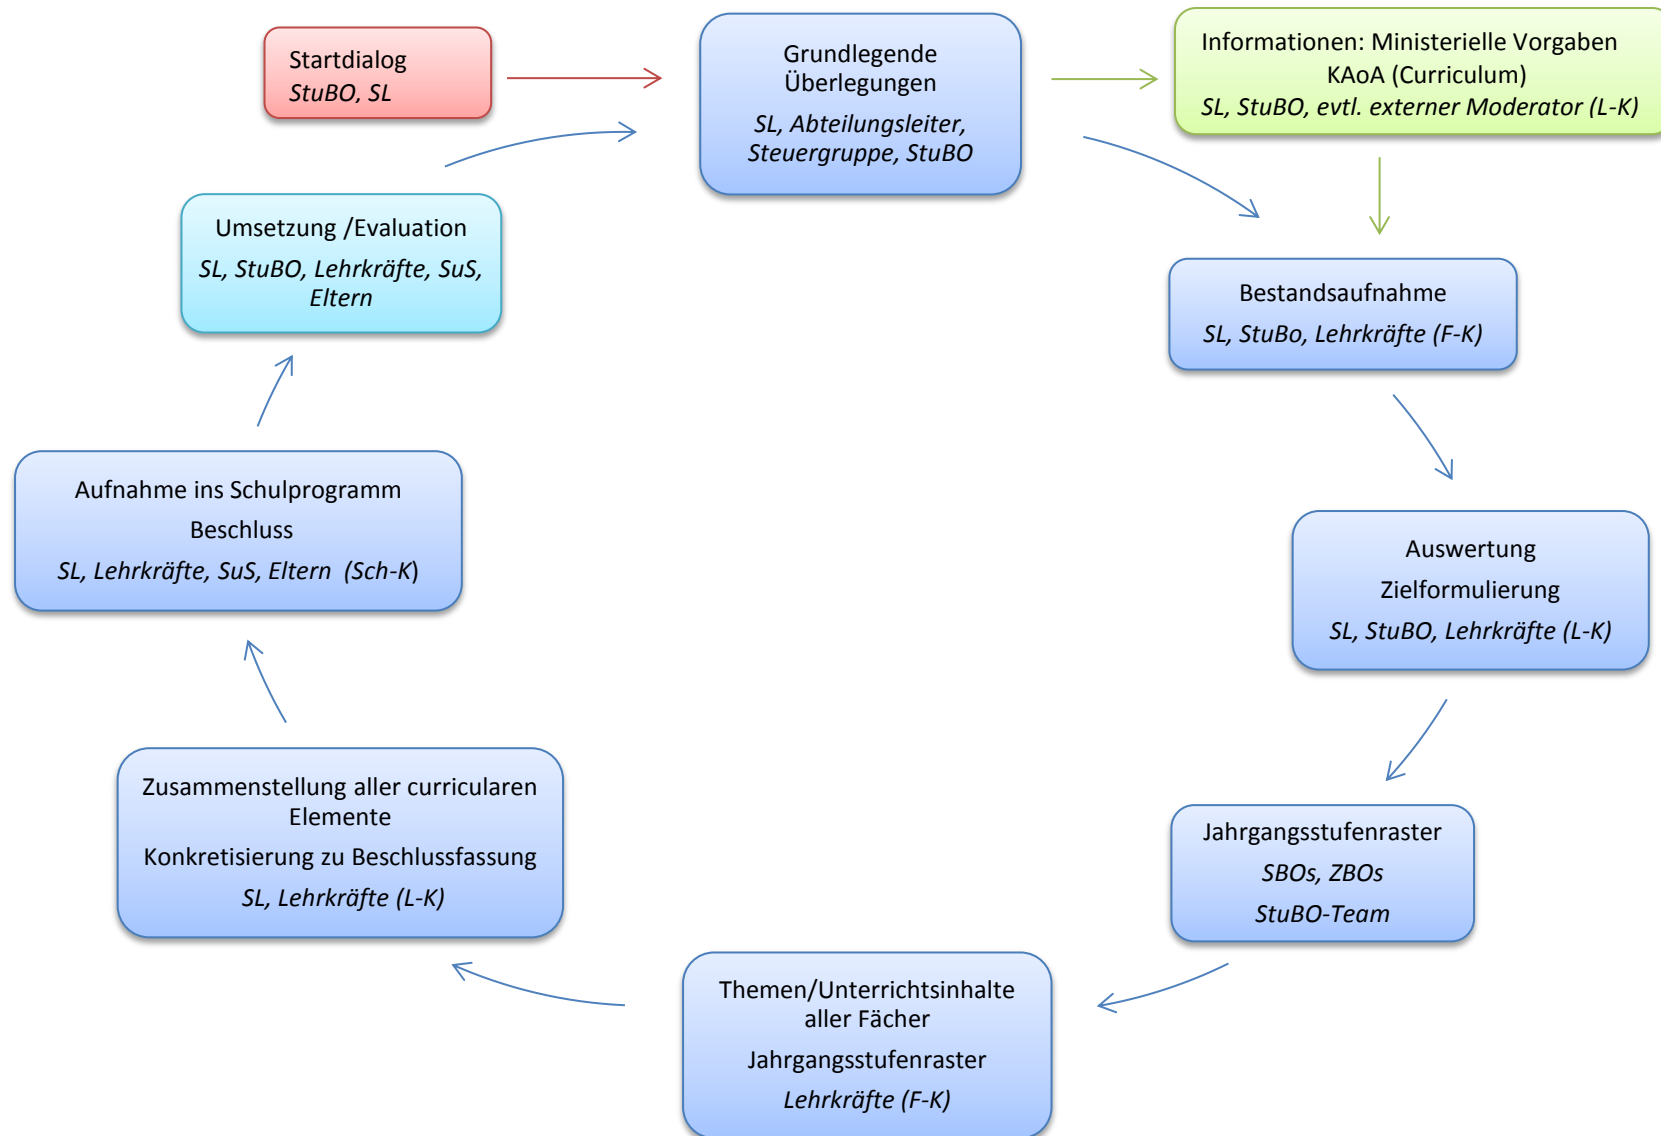 Startdialog
StuBO, SL
Grundlegende
Überlegungen
SL, Abteilungsleiter,
Steuergruppe, StuBO
Informationen: Ministerielle Vorgaben
KAoA (Curriculum)
SL, StuBO, evtl. externer Moderator (L-K)
Bestandsaufnahme
SL, StuBo, Lehrkräfte (F-K)
Auswertung
Zielformulierung
SL, StuBO, Lehrkräfte (L-K)
Jahrgangsstufenraster
SBOs, ZBOs
StuBO-Team
Themen/Unterrichtsinhalte
aller Fächer
Jahrgangsstufenraster
Lehrkräfte (F-K)
Zusammenstellung aller curricularen
Elemente
Konkretisierung zu Beschlussfassung
SL, Lehrkräfte (L-K)
Aufnahme ins Schulprogramm
Beschluss
SL, Lehrkräfte, SuS, Eltern (Sch-K)
Umsetzung /Evaluation
SL, StuBO, Lehrkräfte, SuS,
Eltern